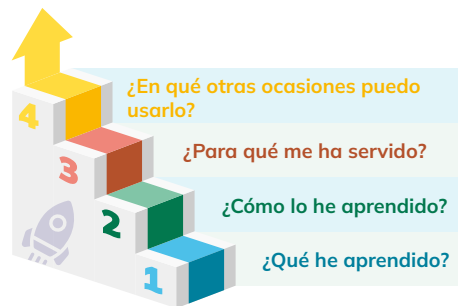 4 ¿En qué otras ocasiones puedo
usarlo?
3 ¿Para qué me ha servido?
2 ¿Cómo lo he aprendido?
1 ¿Qué he aprendido?